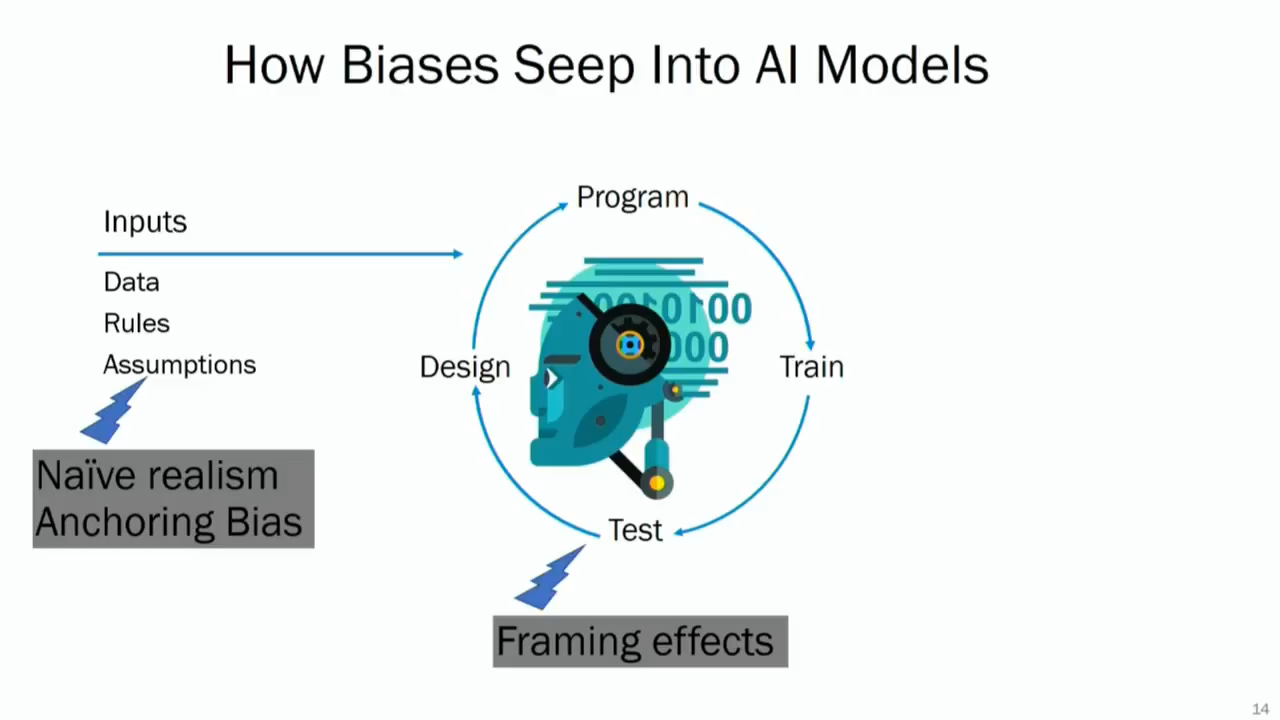 How Biases Seep Into AI Models
Program
Inputs
Data
Rules
Assumptions
Design
Train
Test
Naïve realism
Anchoring Bias
Framing effects
14